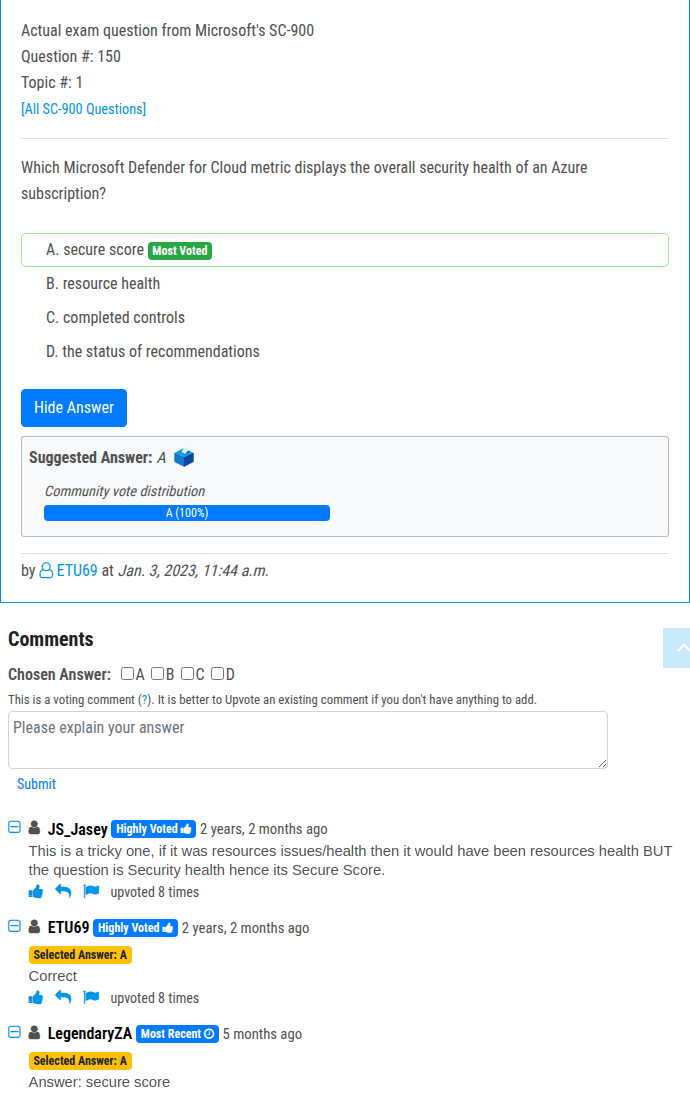 Actual exam question from Microsoft's SC-900
Question #: 150
Topic #: 1
[All SC-900 Questions]
Which Microsoft Defender for Cloud metric displays the overall security health of an Azure
subscription?
A. secure score Most Voted
B. resource health
C. completed controls
D. the status of recommendations
Hide Answer
Suggested Answer: A
Community vote distribution
A (100%)
by ETU69 at Jan. 3, 2023, 11:44 a.m.
Comments
Chosen Answer: A B C D
This is a voting comment (?). It is better to Upvote an existing comment if you don't have anything to add.
Please explain your answer
Submit
JS_Jasey Highly Voted 2 years, 2 months ago
This is a tricky one, if it was resources issues/health then it would have been resources health BUT
the question is Security health hence its Secure Score.
upvoted 8 times
ETU69 Highly Voted 2 years, 2 months ago
Selected Answer: A
Correct
upvoted 8 times
LegendaryZA Most Recent 5 months ago
Selected Answer: A
Answer: secure score